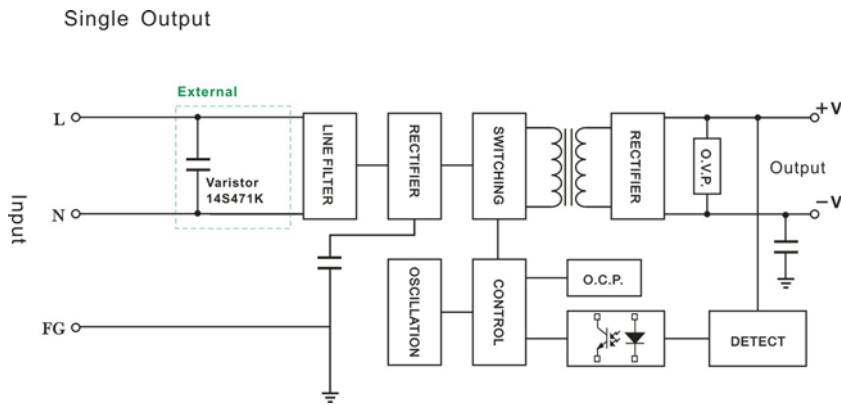 Single Output
External
L
N
Varistor
14S471K
LINE FILTER
RECTIFIER
SWITCHING
RECTIFIER
O.V.P.
+V
Output
−V
Input
FG
OSCILLATION
CONTROL
O.C.P.
DETECT